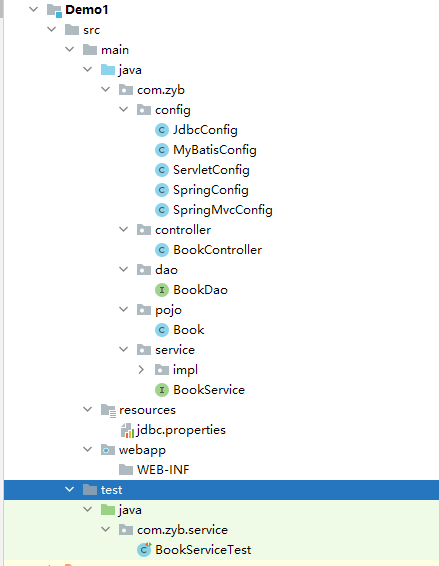 Demo1
src
main
java
com.zyb
config
JdbcConfig
MyBatisConfig
ServletConfig
SpringConfig
SpringMvcConfig
controller
BookController
dao
BookDao
pojo
Book
service
impl
BookService
resources
jdbc.properties
webapp
WEB-INF
test
java
com.zyb.service
BookServiceTest